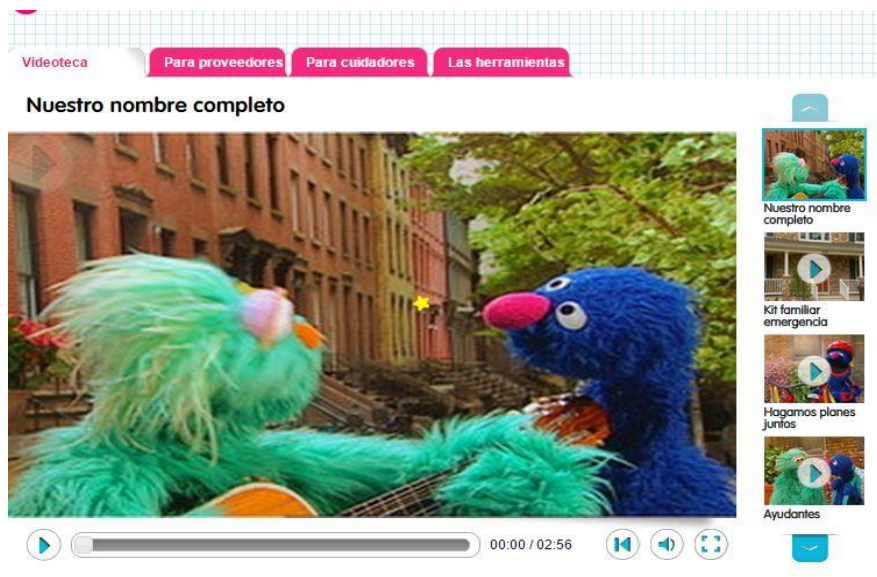 Videoteca
Para proveedores
Para cuidadores
Las herramientas
Nuestro nombre completo
Nuestro nombre
completo
Kit familiar
emergencia
Hagamos planes
juntos
Ayudantes
00:00 / 02:56